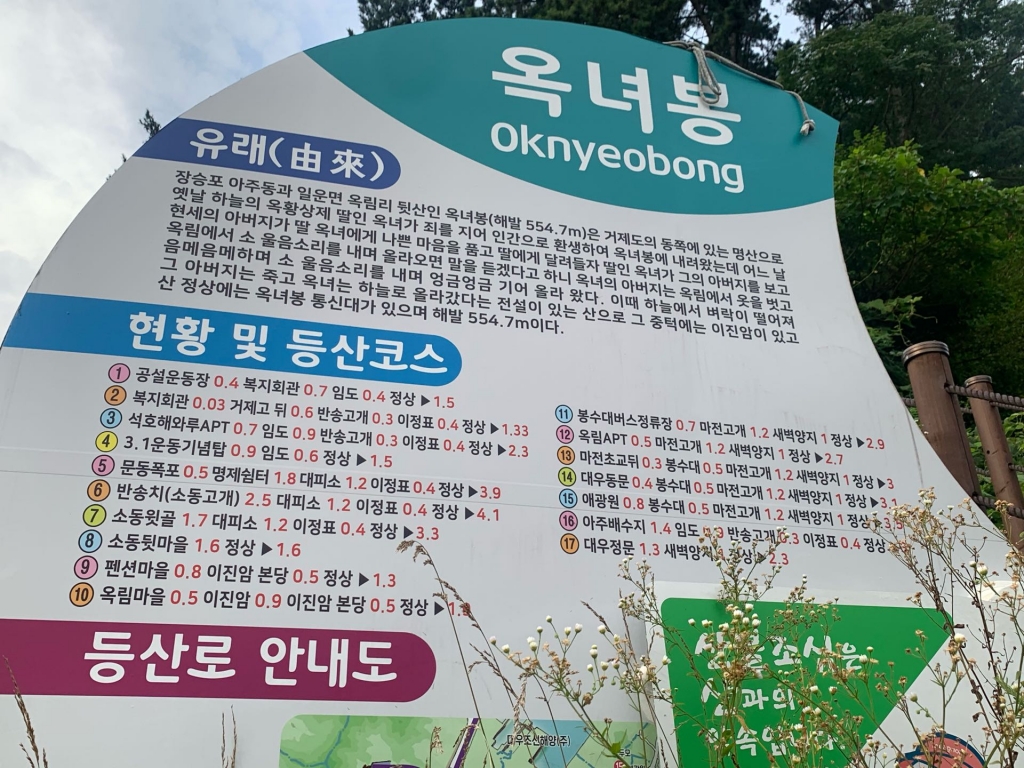 옥녀봉
Oknyeobong
유래(由來)
장승포 아주동과 일운면 옥림리 뒷산인 옥녀봉(해발 554.7m)은 거제도의 동쪽에 있는 명산으로
옛날 하늘의 옥황상제 딸인 옥녀가 죄를 지어 인간으로 환생하여 옥녀봉에 내려왔는데 어느 날
현세의 아버지가 딸 옥녀에게 나쁜 마음을 품고 딸에게 달려들자 딸인 옥녀가 그의 아버지를 보고
옥림에서 소 울음소리를 내며 올라오면 말을 듣겠다고 하니 옥녀의 아버지는 옥림에서 옷을 벗고
음메음메하며 소 울음소리를 내며 엉금엉금 기어 올라 왔다. 이때 하늘에서 벼락이 떨어져
그 아버지는 죽고 옥녀는 하늘로 올라갔다는 전설이 있는 산으로 그 중턱에는 이진암이 있고
산 정상에는 옥녀봉 통신대가 있으며 해발 554.7m이다.
현황 및 등산코스
1 공설운동장 0.4 복지회관 0.7 임도 0.4 정상 ▶1.5
2 복지회관 0.03 거제고 뒤 0.6 반송고개 0.3 이정표 0.4 정상 ▶1.33
3 석호해와루APT 0.7 임도 0.9 반송고개 0.3 이정표 0.4 정상 ▶2.3
4 3.1운동기념탑 0.9 임도 0.6 정상 ▶1.5
5 문동폭포 0.5 명제쉼터 1.8 대피소 1.2 이정표 0.4 정상 ▶3.9
6 반송치(소동고개) 2.5 대피소 1.2 이정표 0.4 정상 ▶4.1
7 소동윗골 1.7 대피소 1.2 이정표 0.4 정상 ▶3.3
8 소동뒷마을 1.6 정상 ▶1.6
9 펜션마을 0.8 이진암 본당 0.5 정상 ▶1.3
10 옥림마을 0.5 이진암 0.9 이진암 본당 0.5 정상 ▶
11 봉수대버스정류장 0.7 마전고개 1.2 새벽양지 1 정상 ▶2.9
12 옥림APT 0.5 마전고개 1.2 새벽양지 1 정상 ▶2.7
13 마전초교뒤 0.3 봉수대 0.5 마전고개 1.2 새벽양지 1 정상 ▶3
14 대우동문 0.4 봉수대 0.5 마전고개 1.2 새벽양지 1 정상 ▶3.1
15 애광원 0.8 봉수대 0.5 마전고개 1.2 새벽양지 1 정상 ▶
16 아주배수지 1.4 임도 반송고개 0.3 이정표 0.4 정상
17 대우정문 1.3 새벽양지 정상 ▶2.3
등산로 안내도
대우조선해양(주)